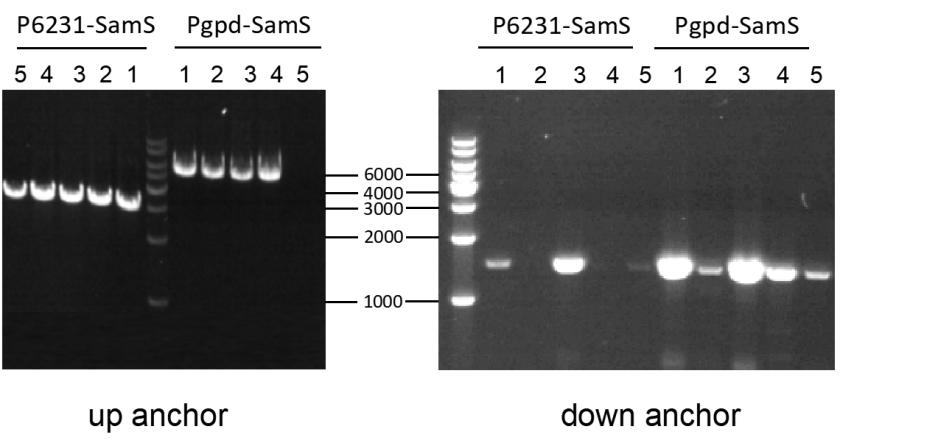 P6231-SamS Pgpd-SamS
5 4 3 2 1 1 2 3 4 5
P6231-SamS Pgpd-SamS
1 2 3 4 5 1 2 3 4 5
6000
4000
3000
2000
1000
up anchor
down anchor